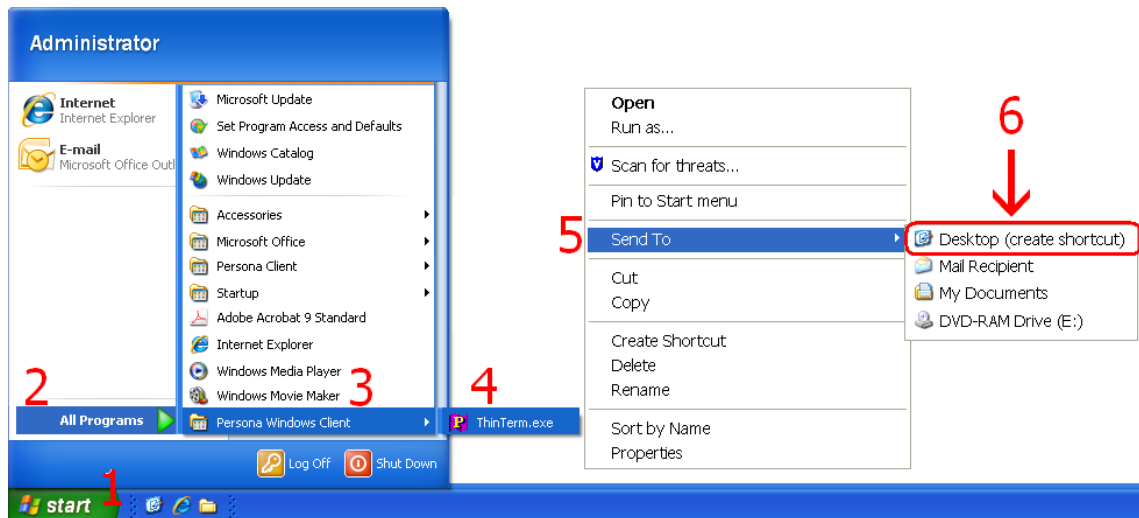 Administrator
Internet
Internet Explorer
E-mail
Microsoft Office Outl
Microsoft Update
Set Program Access and Defaults
Windows Catalog
Windows Update
Accessories
Microsoft Office
Persona Client
Startup
Adobe Acrobat 9 Standard
Internet Explorer
Windows Media Player
Windows Movie Maker
3
2
All Programs
Persona Windows Client
4
ThinTerm.exe
Log Off
Shut Down
1
start
Open
Run as...
Scan for threats...
Pin to Start menu
5
Send To
Cut
Copy
Create Shortcut
Delete
Rename
Sort by Name
Properties
6
Desktop (create shortcut)
Mail Recipient
My Documents
DVD-RAM Drive (E:)